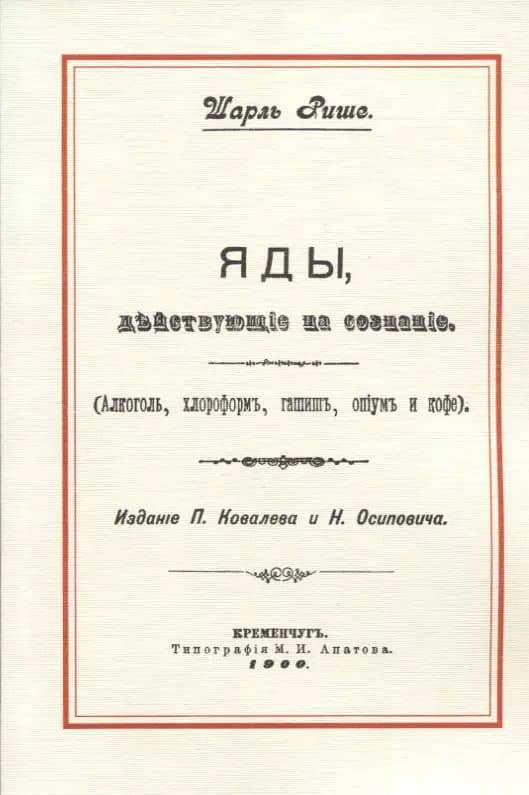 Шарль Рише.
ЯДЫ,
дѣйствующіе на сознаніе.
(Алкоголь, хлороформъ, гашишъ, опіумъ и кофе).
Изданіе П. Ковалева и Н. Осиповича.
КРЕМЕНЧУГЪ.
Типографія М. И. Апатова.
1900.